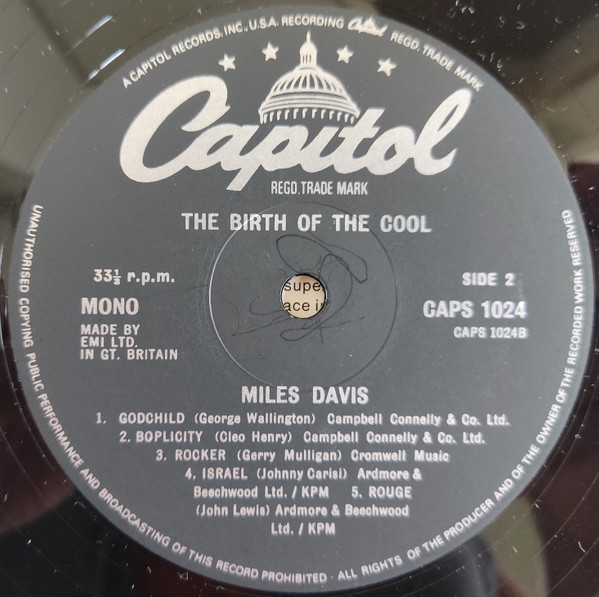 A CAPITOL RECORDS, INC., U.S.A. RECORDING Capitol REGD. TRADE MARK
Capitol
REGD. TRADE MARK
THE BIRTH OF THE COOL
33⅓ r.p.m.
SIDE 2
MONO
CAPS 1024
CAPS 1024B
MADE BY
EMI LTD.
IN GT. BRITAIN
supe
ace i
MILES DAVIS
1. GODCHILD (George Wallington) Campbell Connelly & Co. Ltd.
2. BOPLICITY (Cleo Henry) Campbell Connelly & Co. Ltd.
3. ROCKER (Gerry Mulligan) Cromwell Music
4. ISRAEL (Johnny Carisi) Ardmore &
Beechwood Ltd. / KPM 5. ROUGE
(John Lewis) Ardmore & Beechwood
Ltd. / KPM
UNAUTHORISED COPYING PUBLIC PERFORMANCE AND BROADCASTING OF THIS RECORD PROHIBITED · ALL RIGHTS OF THE PRODUCER AND OF THE OWNER OF THE RECORDED WORK RESERVED